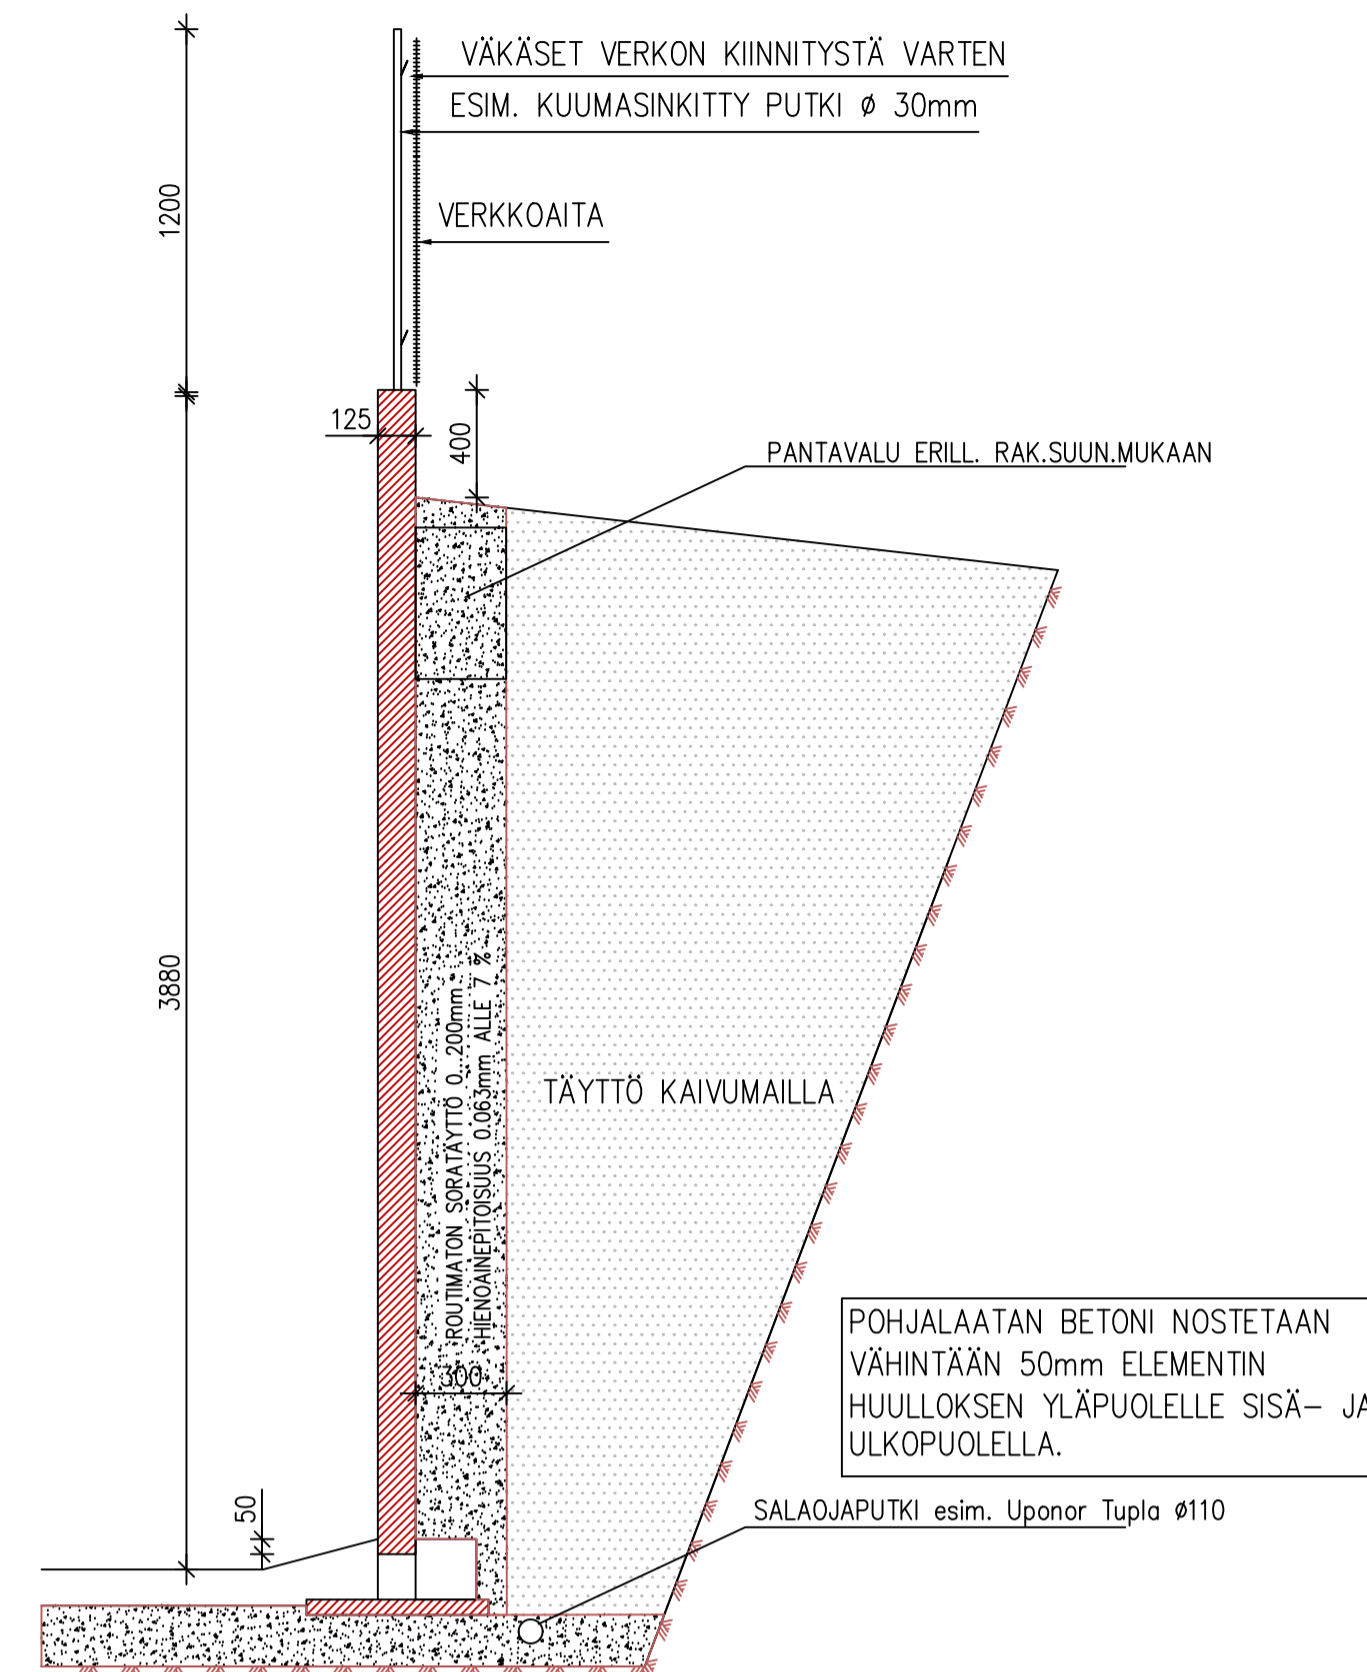 VÄKÄSET VERKON KIINNITYSTÄ VARTEN
ESIM. KUUMASINKITTY PUTKI Ø 30mm
1200
VERKKOAITA
125
400
PANTAVALU ERILL. RAK.SUUN.MUKAAN
3880
ROUTIMATON SORATÄYTTÖ 0...200mm
HIENOAINEPITOISUUS 0.063mm ALLE 7 %
TÄYTTÖ KAIVUMAILLA
300
POHJALAATAN BETONI NOSTETAAN
VÄHINTÄÄN 50mm ELEMENTIN
HUULLOKSEN YLÄPUOLELLE SISÄ- JA
ULKOPUOLELLA.
50
SALAOJAPUTKI esim. Uponor Tupla Ø110